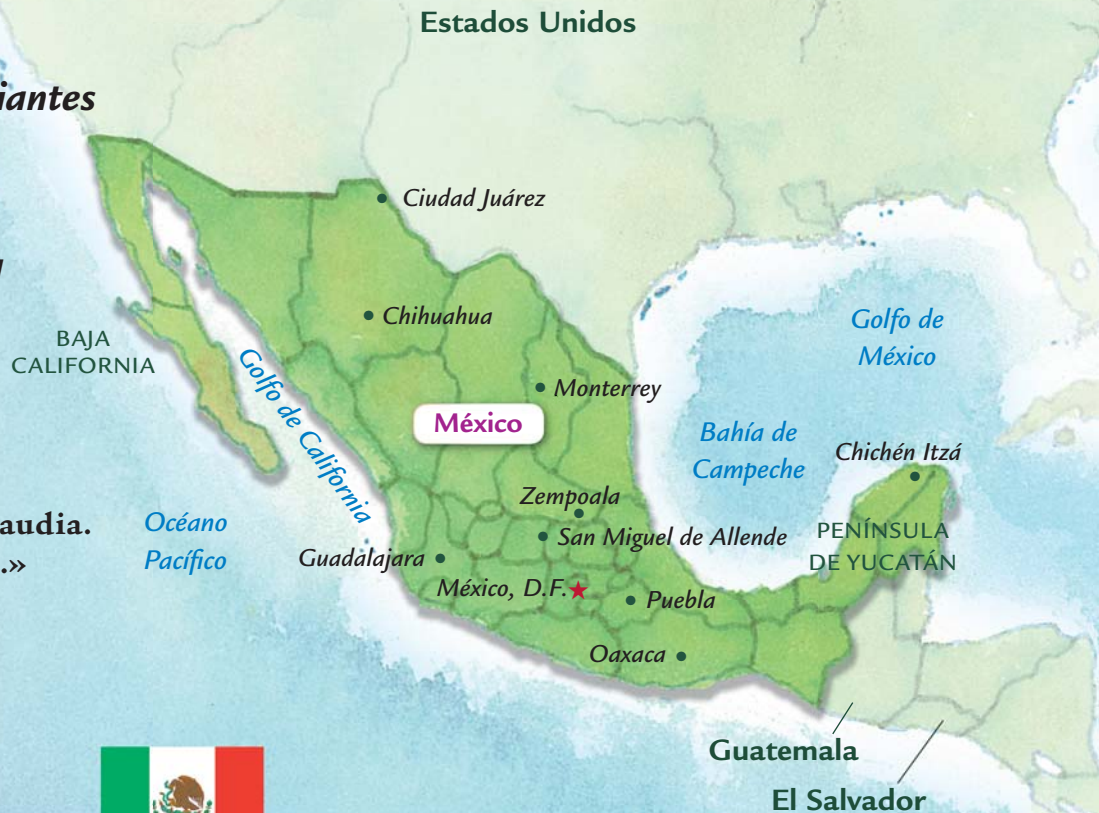 Estados Unidos
iantes
Ciudad Juárez
Chihuahua
BAJA
CALIFORNIA
Golfo de California
Golfo de
México
Monterrey
México
Bahía de
Campeche
Chichén Itzá
Zempoala
audia.
.»
Océano
Pacífico
San Miguel de Allende
PENÍNSULA
DE YUCATÁN
Guadalajara
México, D.F.
Puebla
Oaxaca
Guatemala
El Salvador